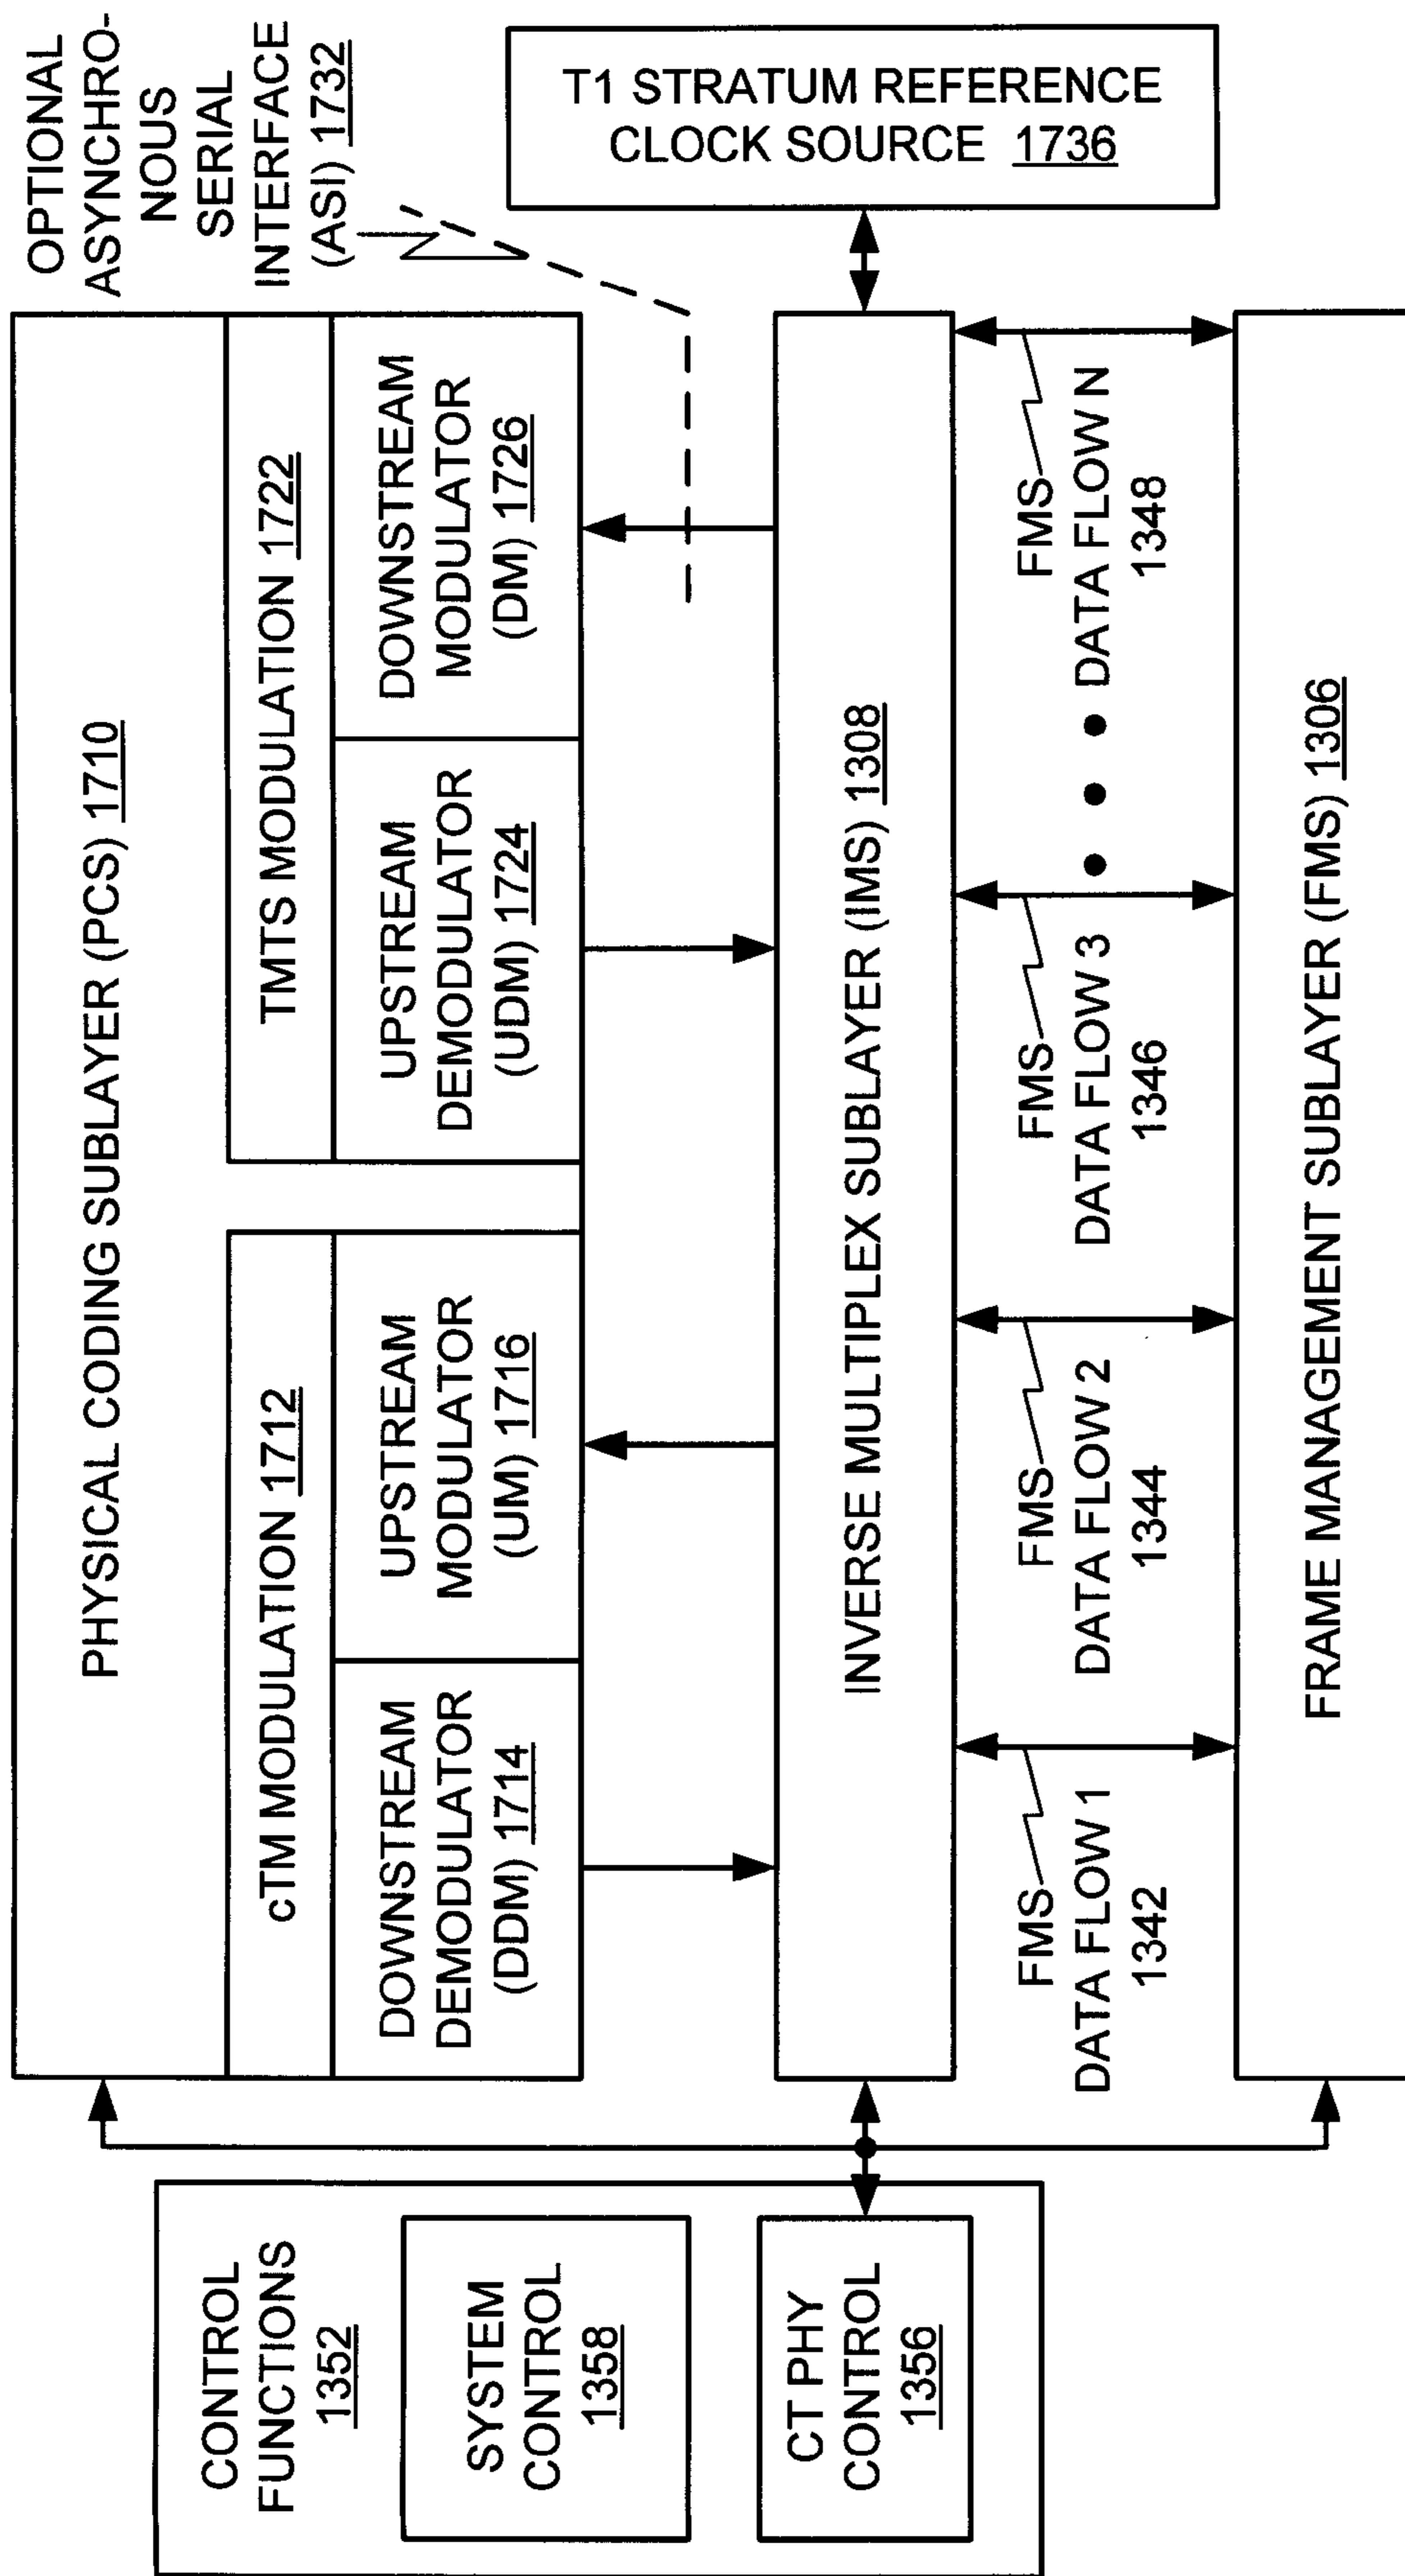 CONTROL
FUNCTIONS
1352
SYSTEM
CONTROL
1358
CT PHY
CONTROL
1356
PHYSICAL CODING SUBLAYER (PCS) 1710
cTM MODULATION 1712
DOWNSTREAM
DEMODULATOR
(DDM) 1714
UPSTREAM
MODULATOR
(UM) 1716
TMTS MODULATION 1722
UPSTREAM
DEMODULATOR
(UDM) 1724
DOWNSTREAM
MODULATOR
(DM) 1726
OPTIONAL
ASYNCHRO-
NOUS
SERIAL
INTERFACE
(ASI) 1732
INVERSE MULTIPLEX SUBLAYER (IMS) 1308
T1 STRATUM REFERENCE
CLOCK SOURCE 1736
FMS
DATA FLOW 1
1342
FMS
DATA FLOW 2
1344
FMS
DATA FLOW 3
1346
• • •
FMS
DATA FLOW N
1348
FRAME MANAGEMENT SUBLAYER (FMS) 1306